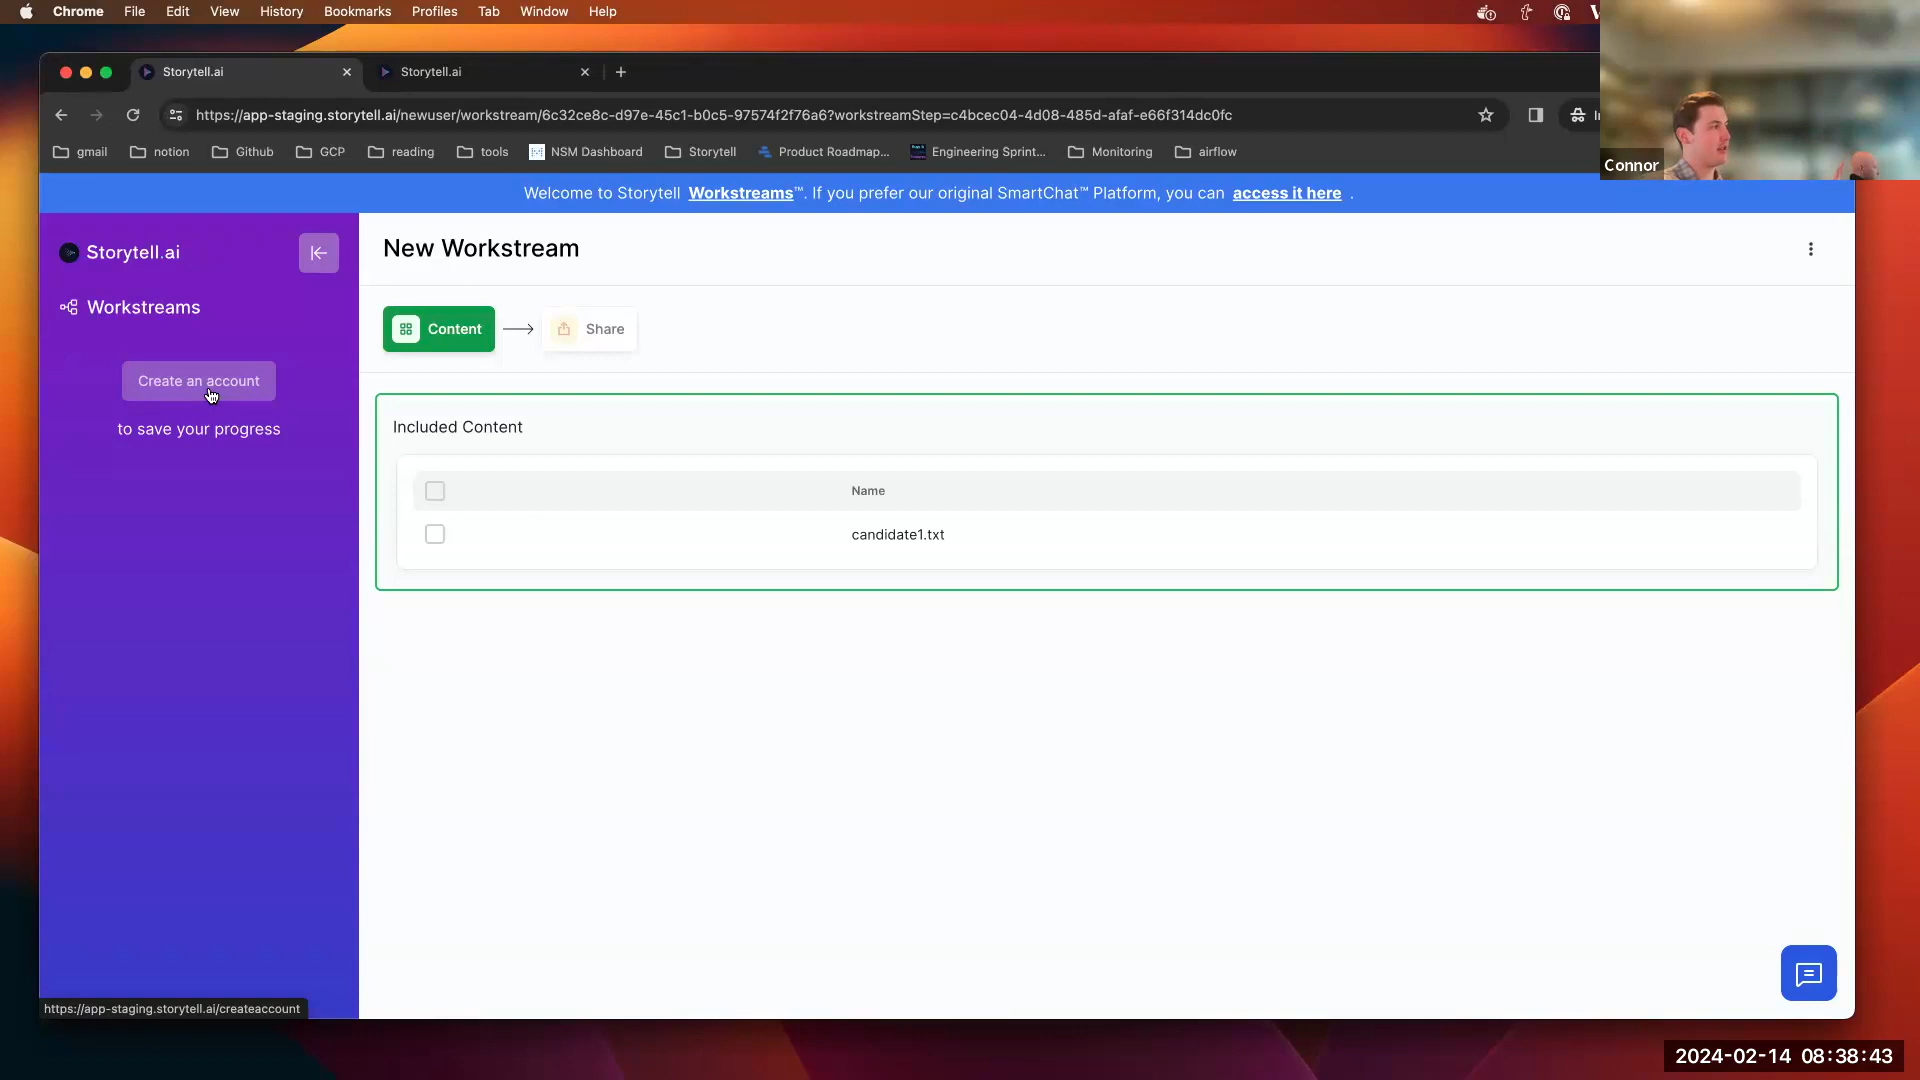 Chrome File Edit View History Bookmarks Profiles Tab Window Help
Storytell.ai
Storytell.ai
https://app-staging.storytell.ai/newuser/workstream/6c32ce8c-d97e-45c1-b0c5-97574f2f76a6?workstreamStep=c4bcec04-4d08-485d-afaf-e66f314dc0fc
gmail notion Github GCP reading tools NSM Dashboard Storytell Product Roadmap... Engineering Sprint... Monitoring airflow
Connor
Welcome to Storytell Workstreams™. If you prefer our original SmartChat™ Platform, you can access it here .
Storytell.ai
Workstreams
Create an account
to save your progress
New Workstream
Content
Share
Included Content
Name
candidate1.txt
https://app-staging.storytell.ai/createaccount
2024-02-14 08:38:43